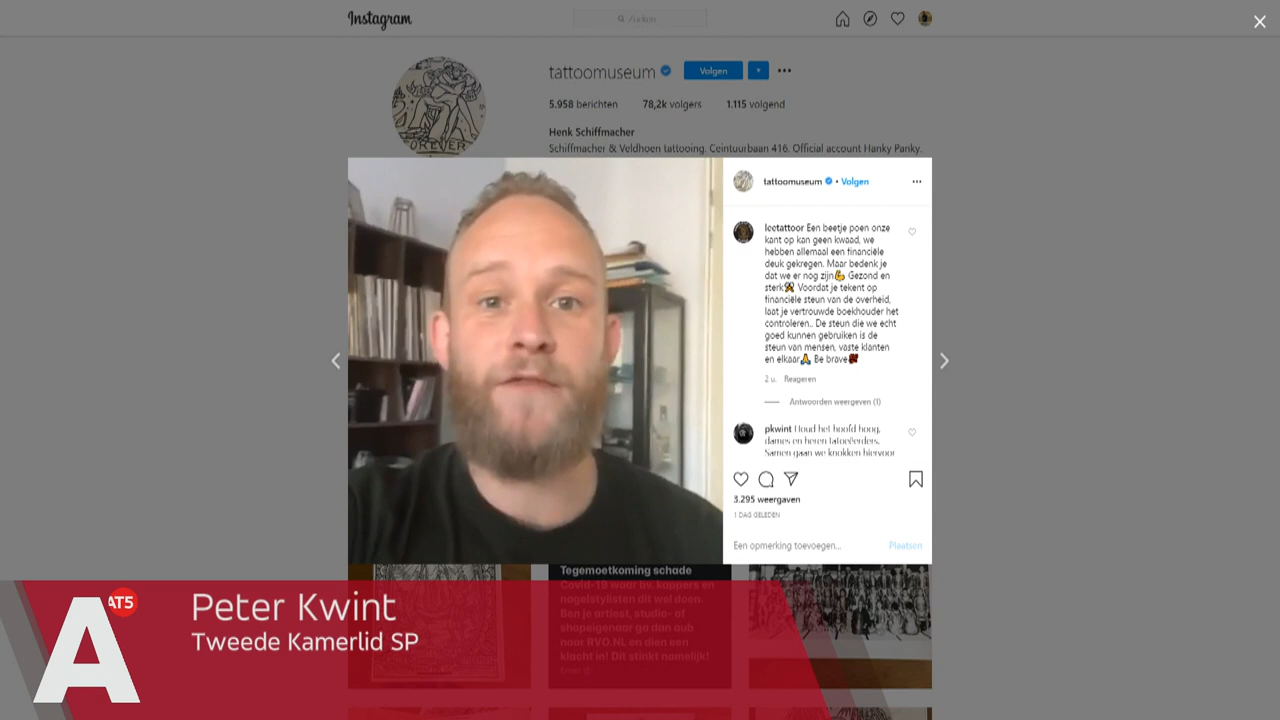 Instagram
Zoeken
tattoomuseum
Volgen
5.958 berichten 78,2k volgers 1.115 volgend
Henk Schiffmacher
Schiffmacher & Veldhoen tattooing. Ceintuurbaan 416. Official account Hanky Panky.
FOREVER
tattoomuseum • Volgen
leetattoor Een beetje poen onze
kant op kan geen kwaad, we
hebben allemaal een financiële
deuk gekregen. Maar bedenk je
dat we er nog zijn💪 Gezond en
sterk⚒ Voordat je tekent op
financiële steun van de overheid,
laat je vertrouwde boekhouder het
controleren.. De steun die we echt
goed kunnen gebruiken is de
steun van mensen, vaste klanten
en elkaar🙏 Be brave
2 u. Reageren
Antwoorden weergeven (1)
pkwint Houd het hoofd hoog,
dames en heren tatoeëerders.
Samen gaan we knokken hiervoor
3.295 weergaven
1 DAG GELEDEN
Een opmerking toevoegen... Plaatsen
Tegemoetkoming schade
Covid-19 waar bv. kappers en
nagelstylisten dit wel doen.
Ben je artiest, studio- of
shopeigenaar ga dan aub
naar RVO.NL en dien een
klacht in! Dit stinkt namelijk!
A AT5
Peter Kwint
Tweede Kamerlid SP